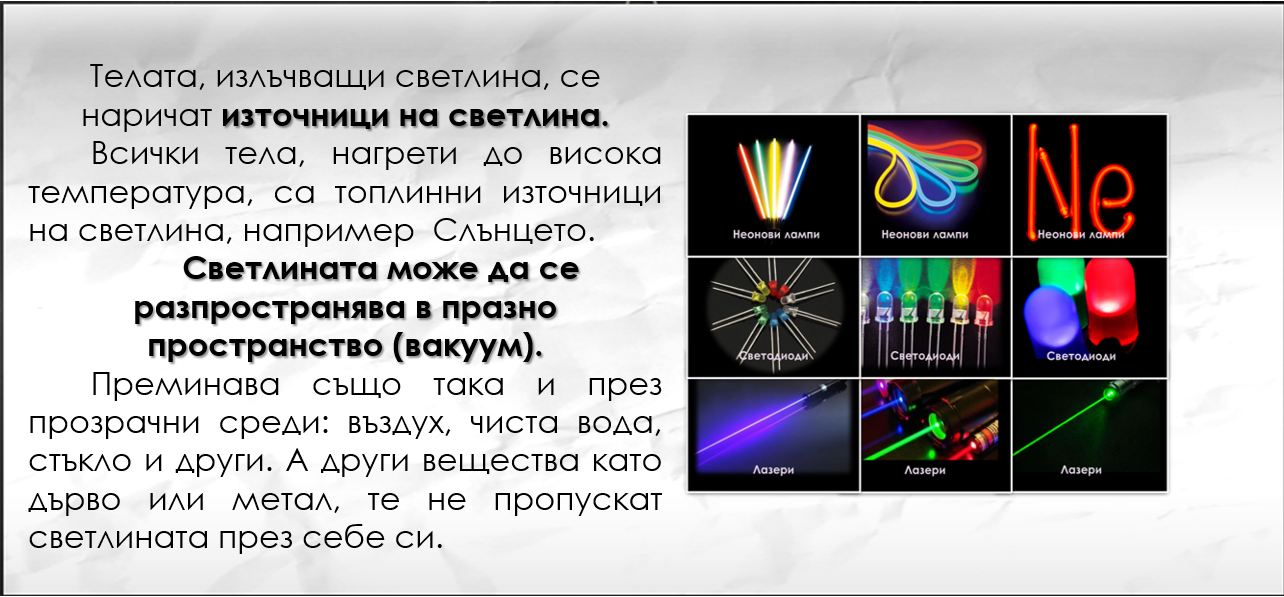 Телата, излъчващи светлина, се
наричат източници на светлина.
Всички тела, нагрети до висока
температура, са топлинни източници
на светлина, например Слънцето.
Светлината може да се
разпространява в празно
пространство (вакуум).
Преминава също така и през
прозрачни среди: въздух, чиста вода,
стъкло и други. А други вещества като
дърво или метал, те не пропускат
светлината през себе си.
Неонови лампи
Неонови лампи
Ne
Неонови лампи
Светодиоди
Светодиоди
Светодиоди
Лазери
Лазери
Лазери